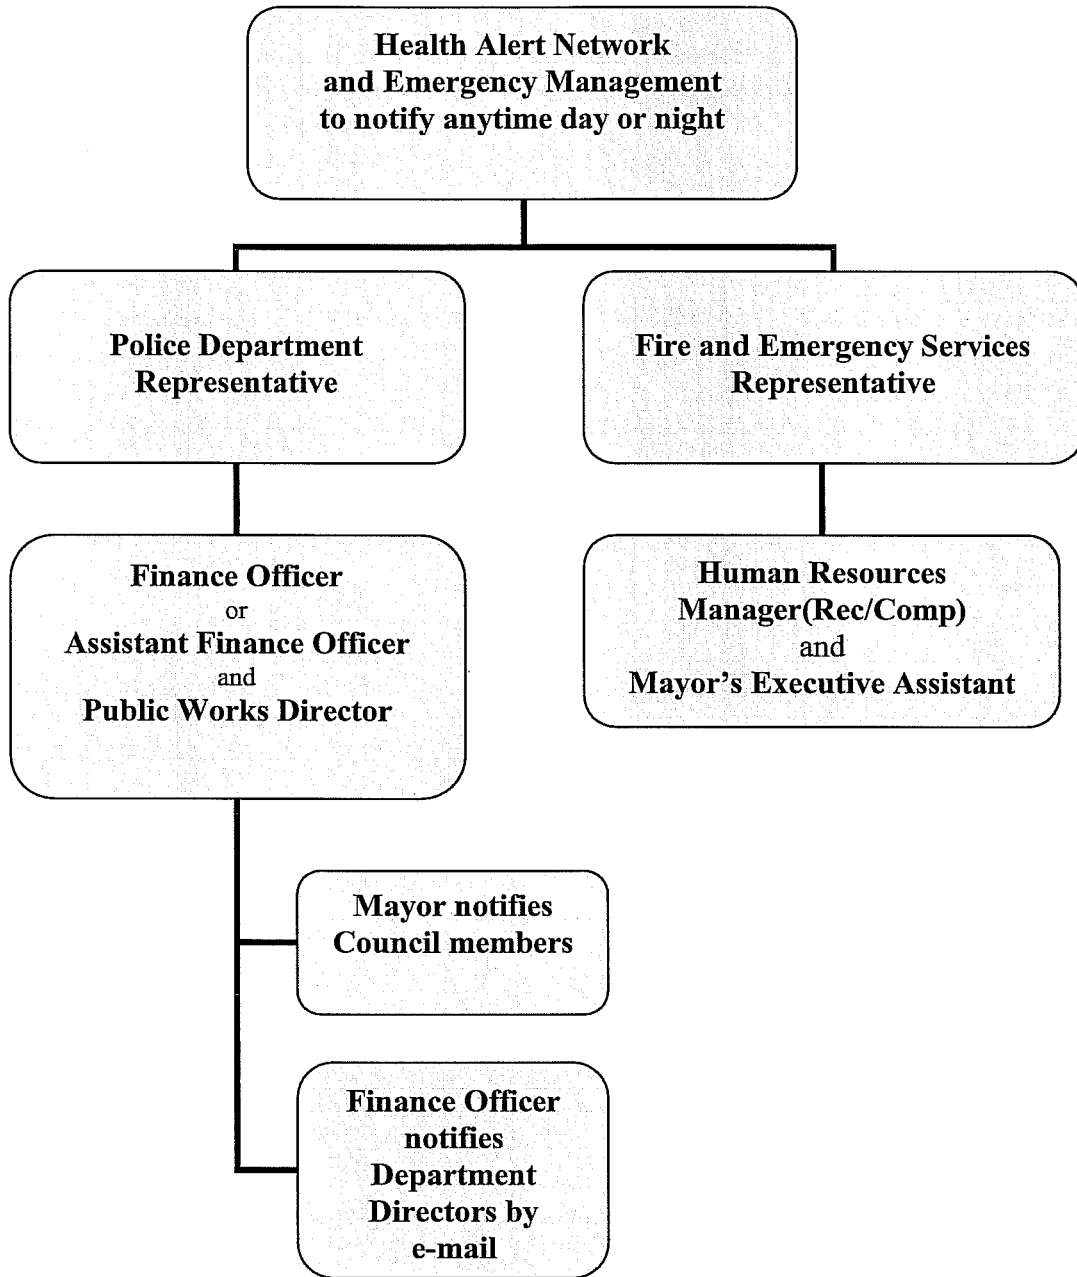 Health Alert Network
and Emergency Management
to notify anytime day or night
Police Department
Representative
Fire and Emergency Services
Representative
Finance Officer
or
Assistant Finance Officer
and
Public Works Director
Human Resources
Manager(Rec/Comp)
and
Mayor's Executive Assistant
Mayor notifies
Council members
Finance Officer
notifies
Department
Directors by
e-mail